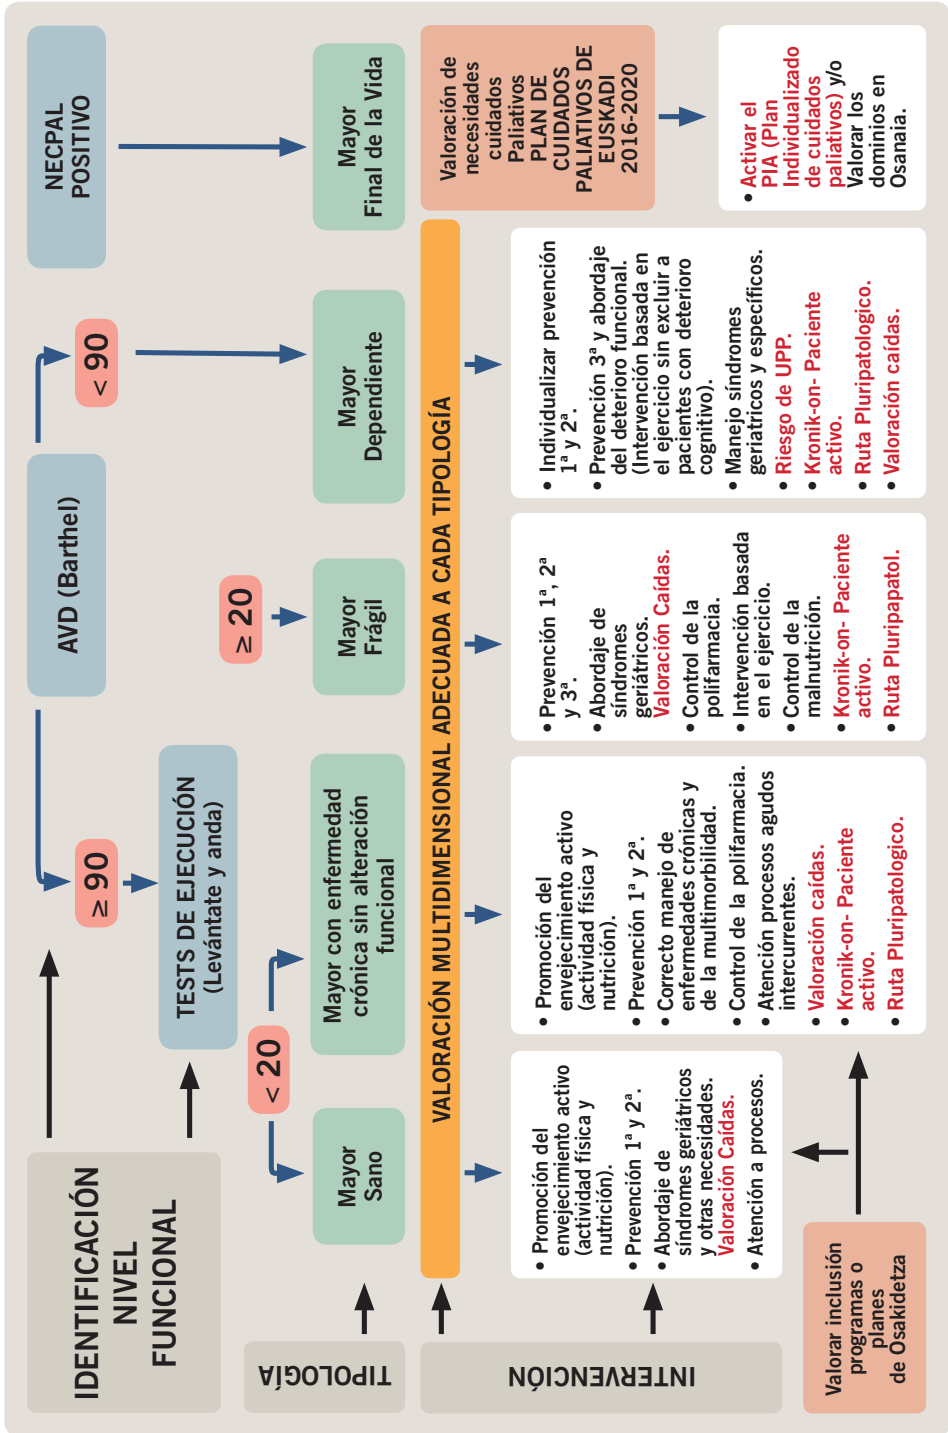 IDENTIFICACIÓN
NIVEL
FUNCIONAL
AVD (Barthel)
NECPAL
POSITIVO
≥ 90
< 90
TESTS DE EJECUCIÓN
(Levántate y anda)
< 20
≥ 20
TIPOLOGÍA
Mayor
Sano
Mayor con enfermedad
crónica sin alteración
funcional
Mayor
Frágil
Mayor
Dependiente
Mayor
Final de la Vida
INTERVENCIÓN
VALORACIÓN MULTIDIMENSIONAL ADECUADA A CADA TIPOLOGÍA
Valoración de
necesidades
cuidados
Paliativos
PLAN DE
CUIDADOS
PALIATIVOS DE
EUSKADI
2016-2020
• Promoción del
envejecimiento activo
(actividad física y
nutrición).
• Prevención 1ª y 2ª.
• Abordaje de
síndromes geriátricos
y otras necesidades.
Valoración Caídas.
• Atención a procesos.
• Promoción del
envejecimiento activo
(actividad física y
nutrición).
• Prevención 1ª y 2ª.
• Correcto manejo de
enfermedades crónicas y
de la multimorbilidad.
• Control de la polifarmacia.
• Atención procesos agudos
intercurrentes.
• Valoración caídas.
• Kronik-on- Paciente
activo.
• Ruta Pluripatologico.
• Prevención 1ª, 2ª
y 3ª.
• Abordaje de
síndromes
geriátricos.
Valoración Caídas.
• Control de la
polifarmacia.
• Intervención basada
en el ejercicio.
• Control de la
malnutrición.
• Kronik-on- Paciente
activo.
• Ruta Pluripapatol.
• Individualizar prevención
1ª y 2ª.
• Prevención 3ª y abordaje
del deterioro funcional.
(Intervención basada en
el ejercicio sin excluir a
pacientes con deterioro
cognitivo).
• Manejo síndromes
geriatricos y específicos.
• Riesgo de UPP.
• Kronik-on- Paciente
activo.
• Ruta Pluripatologico.
• Valoración caídas.
• Activar el
PIA (Plan
Individualizado
de cuidados
paliativos) y/o
Valorar los
dominios en
Osanaia.
Valorar inclusión
programas o
planes
de Osakidetza